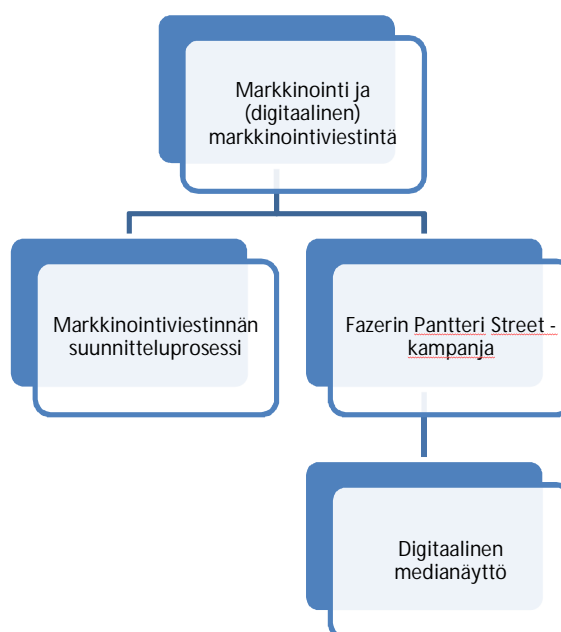 Markkinointi ja
(digitaalinen)
markkinointiviestintä
Markkinointiviestinnän
suunnitteluprosessi
Fazerin Pantteri Street -
kampanja
Digitaalinen
medianäyttö